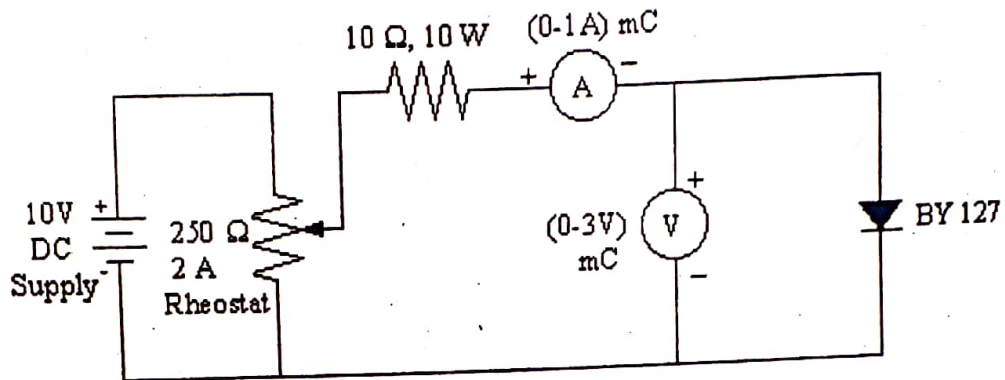 10 Ω, 10 W
(0-1A) mC
+
A
−
10V
+
DC
Supply
-
250 Ω
2 A
Rheostat
(0-3V)
mC
+
V
−
BY 127